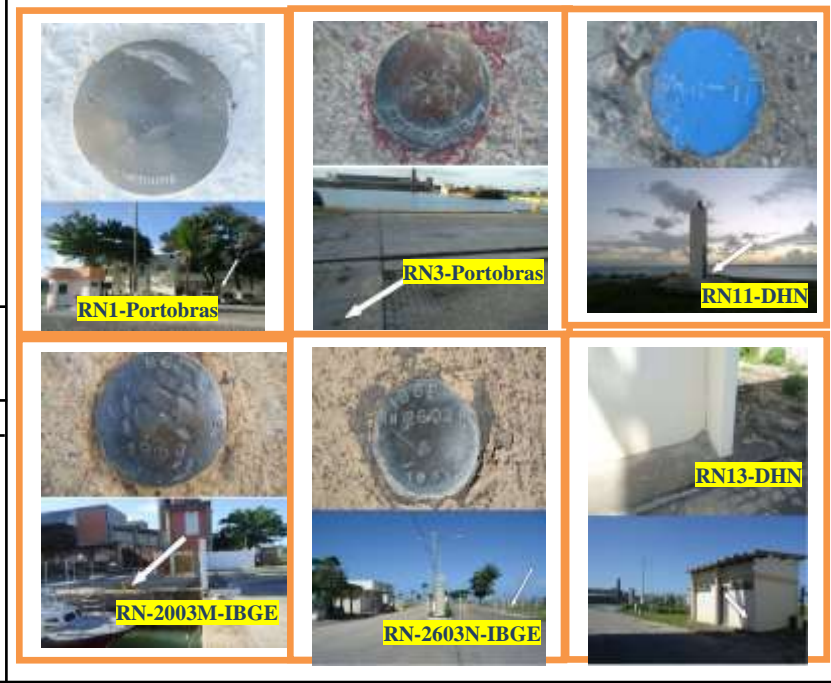 RN1-Portobras
RN3-Portobras
RN11-DHN
RN-2003M-IBGE
RN-2603N-IBGE
RN13-DHN